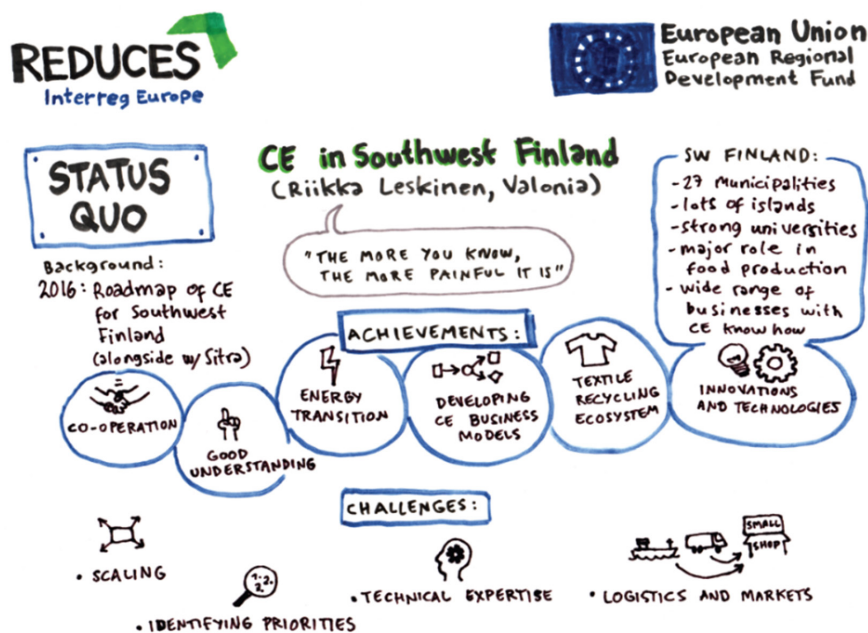 REDUCES
Interreg Europe
European Union
European Regional
Development Fund
STATUS
QUO
CE in Southwest Finland
(Riikka Leskinen, Valonia)
"THE MORE YOU KNOW,
THE MORE PAINFUL IT IS"
SW FINLAND:
- 27 municipalities
- lots of islands
- strong universities
- major role in
food production
- wide range of
businesses with
CE know how
Background:
2016: Roadmap of CE
for Southwest
Finland
(alongside w/ Sitra)
ACHIEVEMENTS:
CO-OPERATION
GOOD
UNDERSTANDING
ENERGY
TRANSITION
DEVELOPING
CE BUSINESS
MODELS
TEXTILE
RECYCLING
ECOSYSTEM
INNOVATIONS
AND TECHNOLOGIES
CHALLENGES:
• SCALING
1. 2.
2.
• IDENTIFYING PRIORITIES
• TECHNICAL EXPERTISE
SMALL
SHOP
• LOGISTICS AND MARKETS